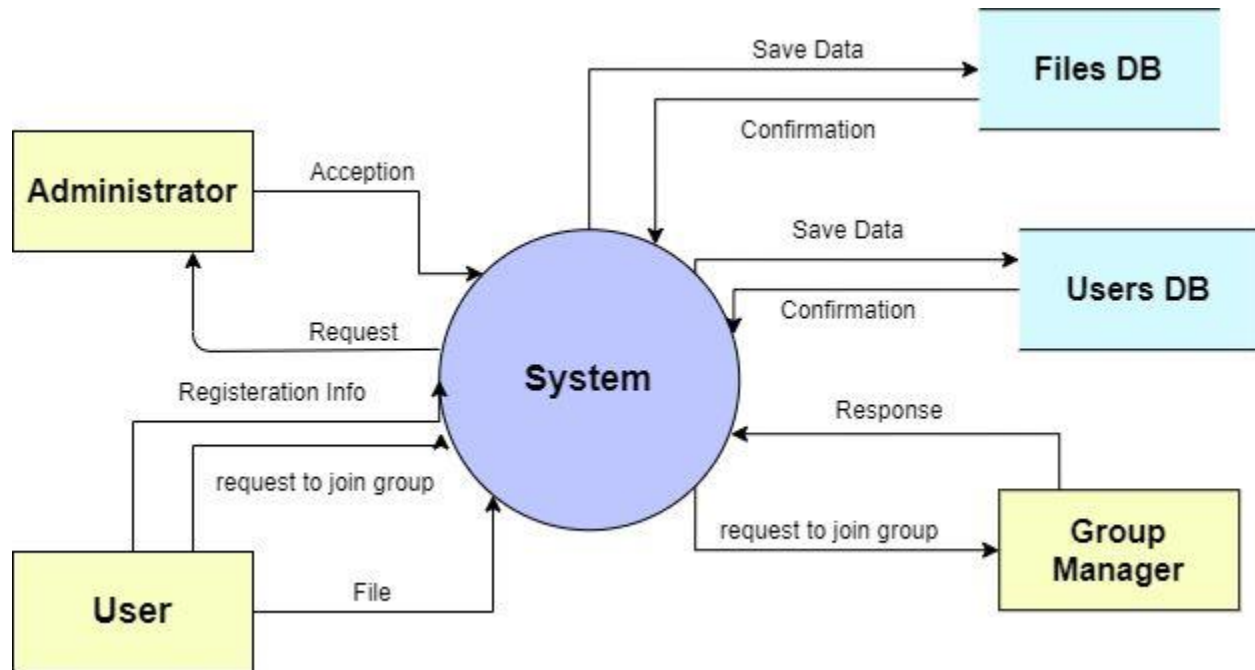 Save Data
Files DB
Confirmation
Administrator
Acception
Save Data
Users DB
Confirmation
Request
System
Registeration Info
Response
request to join group
request to join group
Group
Manager
File
User